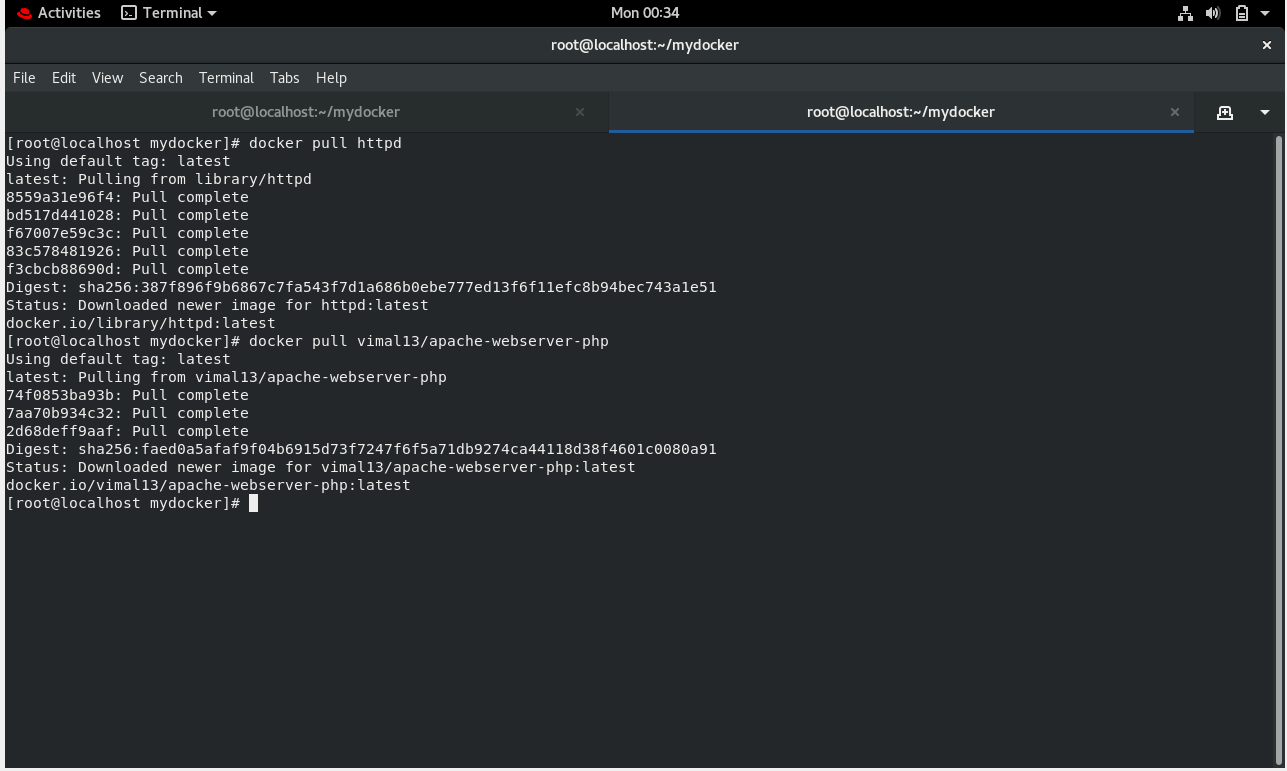 Activities Terminal Mon 00:34
root@localhost:~/mydocker
File Edit View Search Terminal Tabs Help
root@localhost:~/mydocker root@localhost:~/mydocker
[root@localhost mydocker]# docker pull httpd
Using default tag: latest
latest: Pulling from library/httpd
8559a31e96f4: Pull complete
bd517d441028: Pull complete
f67007e59c3c: Pull complete
83c578481926: Pull complete
f3cbcb88690d: Pull complete
Digest: sha256:387f896f9b6867c7fa543f7d1a686b0ebe777ed13f6f11efc8b94bec743a1e51
Status: Downloaded newer image for httpd:latest
docker.io/library/httpd:latest
[root@localhost mydocker]# docker pull vimal13/apache-webserver-php
Using default tag: latest
latest: Pulling from vimal13/apache-webserver-php
74f0853ba93b: Pull complete
7aa70b934c32: Pull complete
2d68deff9aaf: Pull complete
Digest: sha256:faed0a5afaf9f04b6915d73f7247f6f5a71db9274ca44118d38f4601c0080a91
Status: Downloaded newer image for vimal13/apache-webserver-php:latest
docker.io/vimal13/apache-webserver-php:latest
[root@localhost mydocker]#